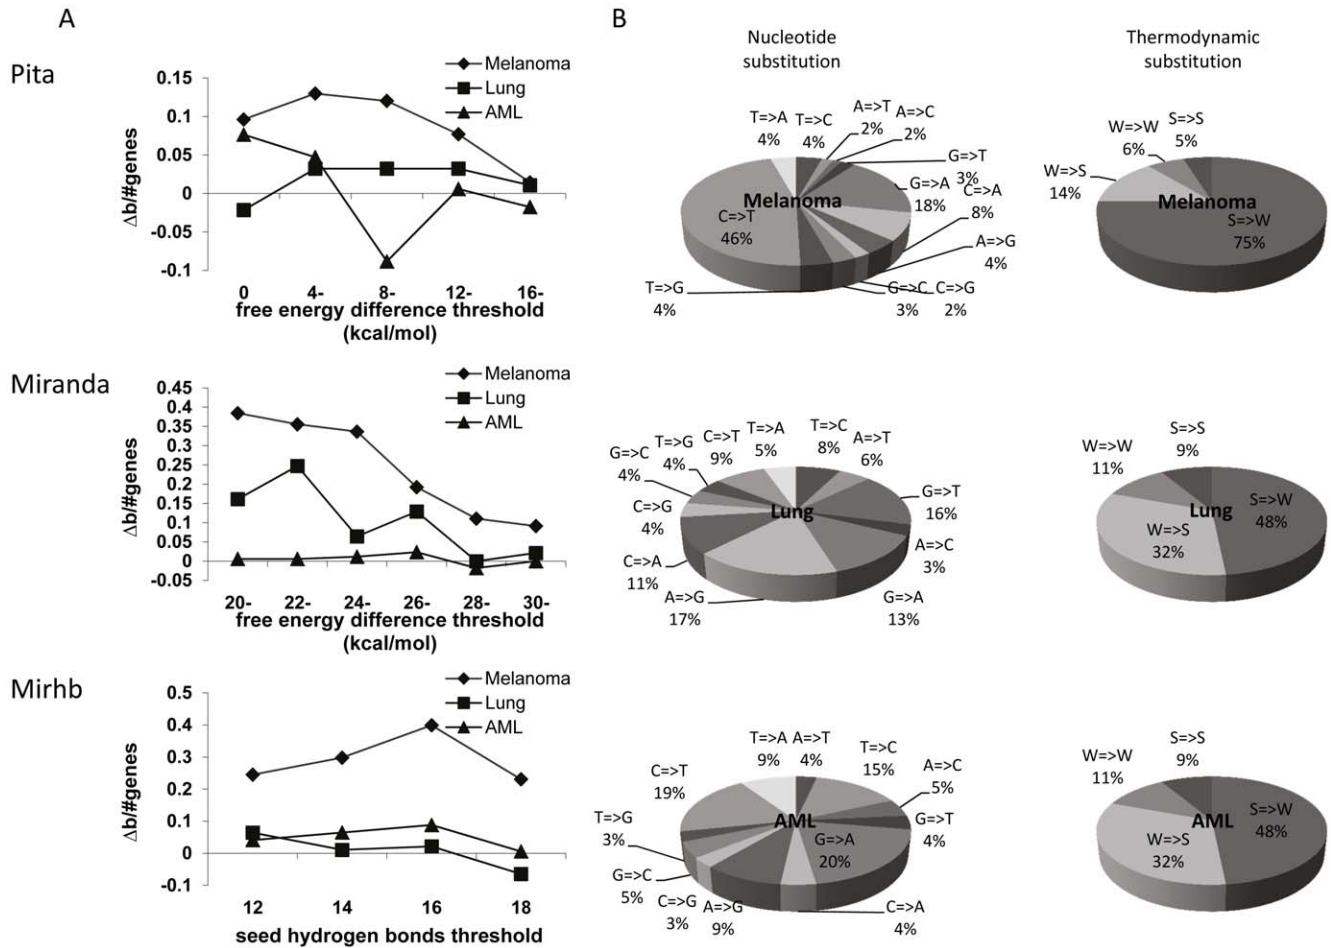 A
Pita
Melanoma
Lung
AML
0.15
0.1
0.05
0
-0.05
-0.1
Δb/#genes
0 4- 8- 12- 16-
free energy difference threshold
(kcal/mol)
Miranda
Melanoma
Lung
AML
0.45
0.4
0.35
0.3
0.25
0.2
0.15
0.1
0.05
0
-0.05
Δb/#genes
20- 22- 24- 26- 28- 30-
free energy difference threshold
(kcal/mol)
Mirhb
Melanoma
Lung
AML
0.5
0.4
0.3
0.2
0.1
0
-0.1
Δb/#genes
12 14 16 18
seed hydrogen bonds threshold
B
Nucleotide
substitution
T=>A
4%
T=>C
4%
A=>T
2%
A=>C
2%
G=>T
3%
G=>A
18%
C=>A
8%
A=>G
4%
C=>G
2%
G=>C
3%
T=>G
4%
C=>T
46%
Melanoma
Thermodynamic
substitution
W=>S
14%
W=>W
6%
S=>S
5%
Melanoma
S=>W
75%
G=>C
4%
T=>G
4%
C=>T
9%
T=>A
5%
T=>C
8%
A=>T
6%
G=>T
16%
A=>C
3%
G=>A
13%
A=>G
17%
C=>A
11%
C=>G
4%
Lung
W=>W
11%
S=>S
9%
S=>W
48%
Lung
W=>S
32%
T=>A
9%
A=>T
4%
T=>C
15%
A=>C
5%
G=>T
4%
G=>A
20%
C=>A
4%
A=>G
9%
C=>G
3%
G=>C
5%
T=>G
3%
C=>T
19%
AML
W=>W
11%
S=>S
9%
S=>W
48%
AML
W=>S
32%